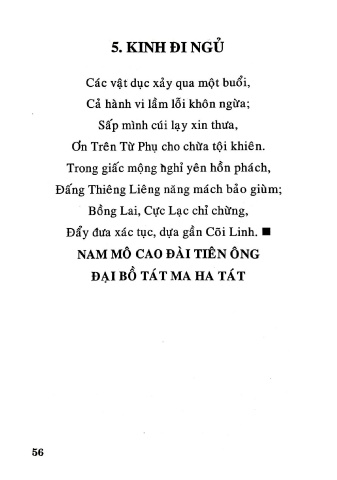 5. KINH ĐI NGỦ
Các vật dục xảy qua một buổi,
Cả hành vi lầm lỗi khôn ngừa;
Sấp mình cúi lạy xin thưa,
Ơn Trên Từ Phụ cho chừa tội khiên.
Trong giấc mộng nghỉ yên hồn phách,
Đấng Thiêng Liêng năng mách bảo giùm;
Bồng Lai, Cực Lạc chỉ chừng,
Đẩy đưa xác tục, dựa gần Cõi Linh. ■
NAM MÔ CAO ĐÀI TIÊN ÔNG
ĐẠI BỒ TÁT MA HA TÁT
56